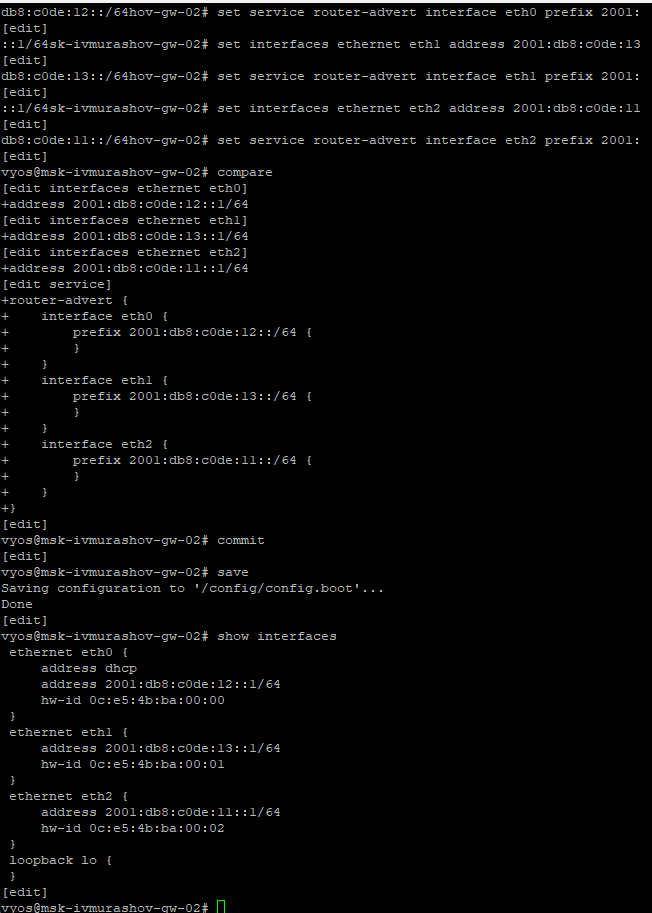 db8:c0de:12::/64hov-gw-02# set service router-advert interface eth0 prefix 2001:
[edit]
::1/64sk-ivmurashov-gw-02# set interfaces ethernet eth1 address 2001:db8:c0de:13
[edit]
db8:c0de:13::/64hov-gw-02# set service router-advert interface eth1 prefix 2001:
[edit]
::1/64sk-ivmurashov-gw-02# set interfaces ethernet eth2 address 2001:db8:c0de:11
[edit]
db8:c0de:11::/64hov-gw-02# set service router-advert interface eth2 prefix 2001:
[edit]
vyos@msk-ivmurashov-gw-02# compare
[edit interfaces ethernet eth0]
+address 2001:db8:c0de:12::1/64
[edit interfaces ethernet eth1]
+address 2001:db8:c0de:13::1/64
[edit interfaces ethernet eth2]
+address 2001:db8:c0de:11::1/64
[edit service]
+router-advert {
+    interface eth0 {
+        prefix 2001:db8:c0de:12::/64 {
+        }
+    }
+    interface eth1 {
+        prefix 2001:db8:c0de:13::/64 {
+        }
+    }
+    interface eth2 {
+        prefix 2001:db8:c0de:11::/64 {
+        }
+    }
+}
[edit]
vyos@msk-ivmurashov-gw-02# commit
[edit]
vyos@msk-ivmurashov-gw-02# save
Saving configuration to '/config/config.boot'...
Done
[edit]
vyos@msk-ivmurashov-gw-02# show interfaces
 ethernet eth0 {
     address dhcp
     address 2001:db8:c0de:12::1/64
     hw-id 0c:e5:4b:ba:00:00
 }
 ethernet eth1 {
     address 2001:db8:c0de:13::1/64
     hw-id 0c:e5:4b:ba:00:01
 }
 ethernet eth2 {
     address 2001:db8:c0de:11::1/64
     hw-id 0c:e5:4b:ba:00:02
 }
 loopback lo {
 }
[edit]
vyos@msk-ivmurashov-gw-02#